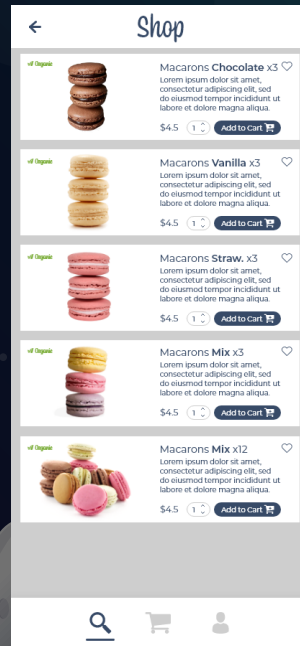 Shop
Organic
Macarons Chocolate x3
Lorem ipsum dolor sit amet,
consectetur adipiscing elit, sed
do eiusmod tempor incididunt ut
labore et dolore magna aliqua.
$4.5 1 Add to Cart
Organic
Macarons Vanilla x3
Lorem ipsum dolor sit amet,
consectetur adipiscing elit, sed
do eiusmod tempor incididunt ut
labore et dolore magna aliqua.
$4.5 1 Add to Cart
Organic
Macarons Straw. x3
Lorem ipsum dolor sit amet,
consectetur adipiscing elit, sed
do eiusmod tempor incididunt ut
labore et dolore magna aliqua.
$4.5 1 Add to Cart
Organic
Macarons Mix x3
Lorem ipsum dolor sit amet,
consectetur adipiscing elit, sed
do eiusmod tempor incididunt ut
labore et dolore magna aliqua.
$4.5 1 Add to Cart
Organic
Macarons Mix x12
Lorem ipsum dolor sit amet,
consectetur adipiscing elit, sed
do eiusmod tempor incididunt ut
labore et dolore magna aliqua.
$4.5 1 Add to Cart